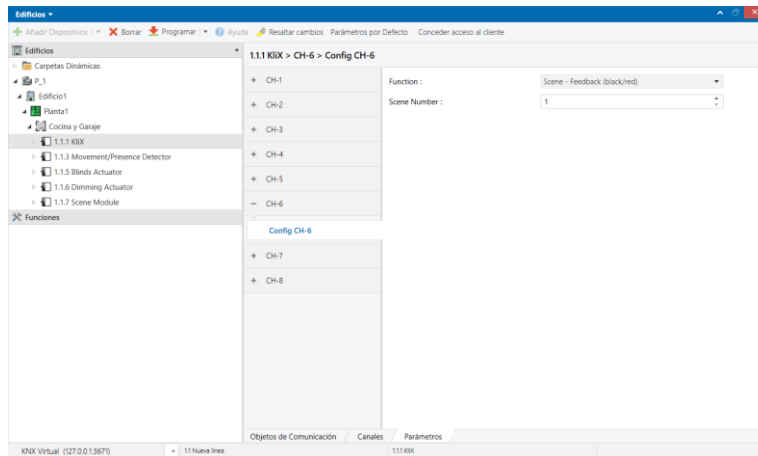 Edificios
Añadir Dispositivos Borrar Programar Ayuda Resaltar cambios Parámetros por Defecto Conceder acceso al cliente
Edificios
Carpetas Dinámicas
P_1
Edificio1
Planta1
Cocina y Garaje
1.1.1 KliX
1.1.3 Movement/Presence Detector
1.1.5 Blinds Actuator
1.1.6 Dimming Actuator
1.1.7 Scene Module
Funciones
1.1.1 KliX > CH-6 > Config CH-6
+ CH-1
+ CH-2
+ CH-3
+ CH-4
+ CH-5
− CH-6
Config CH-6
+ CH-7
+ CH-8
Function : Scene - Feedback (black/red)
Scene Number : 1
Objetos de Comunicación Canales Parámetros
KNX Virtual (127.0.0.1:3671) 1.1 Nueva línea 1.1.1 KliX